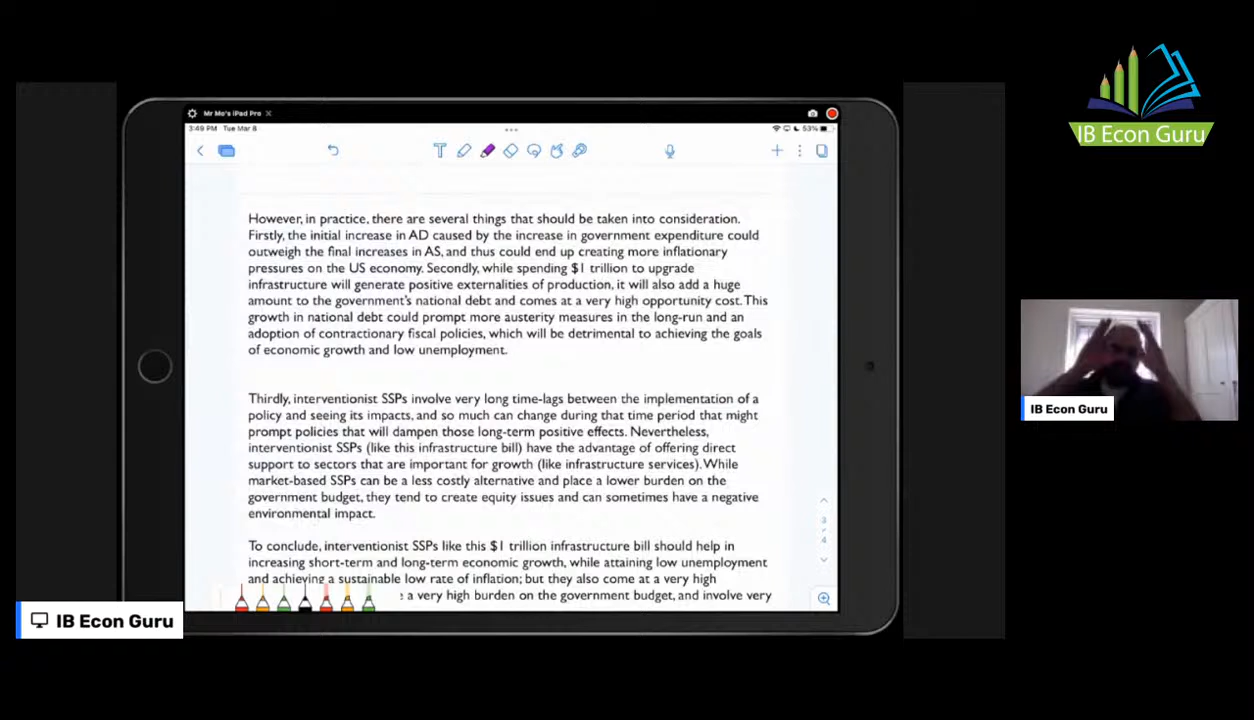 IB Econ Guru
Mr Mo's iPad Pro
3:49 PM Tue Mar 8
53%
However, in practice, there are several things that should be taken into consideration.
Firstly, the initial increase in AD caused by the increase in government expenditure could
outweigh the final increases in AS, and thus could end up creating more inflationary
pressures on the US economy. Secondly, while spending $1 trillion to upgrade
infrastructure will generate positive externalities of production, it will also add a huge
amount to the government's national debt and comes at a very high opportunity cost. This
growth in national debt could prompt more austerity measures in the long-run and an
adoption of contractionary fiscal policies, which will be detrimental to achieving the goals
of economic growth and low unemployment.
Thirdly, interventionist SSPs involve very long time-lags between the implementation of a
policy and seeing its impacts, and so much can change during that time period that might
prompt policies that will dampen those long-term positive effects. Nevertheless,
interventionist SSPs (like this infrastructure bill) have the advantage of offering direct
support to sectors that are important for growth (like infrastructure services). While
market-based SSPs can be a less costly alternative and place a lower burden on the
government budget, they tend to create equity issues and can sometimes have a negative
environmental impact.
To conclude, interventionist SSPs like this $1 trillion infrastructure bill should help in
increasing short-term and long-term economic growth, while attaining low unemployment
and achieving a sustainable low rate of inflation; but they also come at a very high
e a very high burden on the government budget, and involve very
3
4
IB Econ Guru
IB Econ Guru